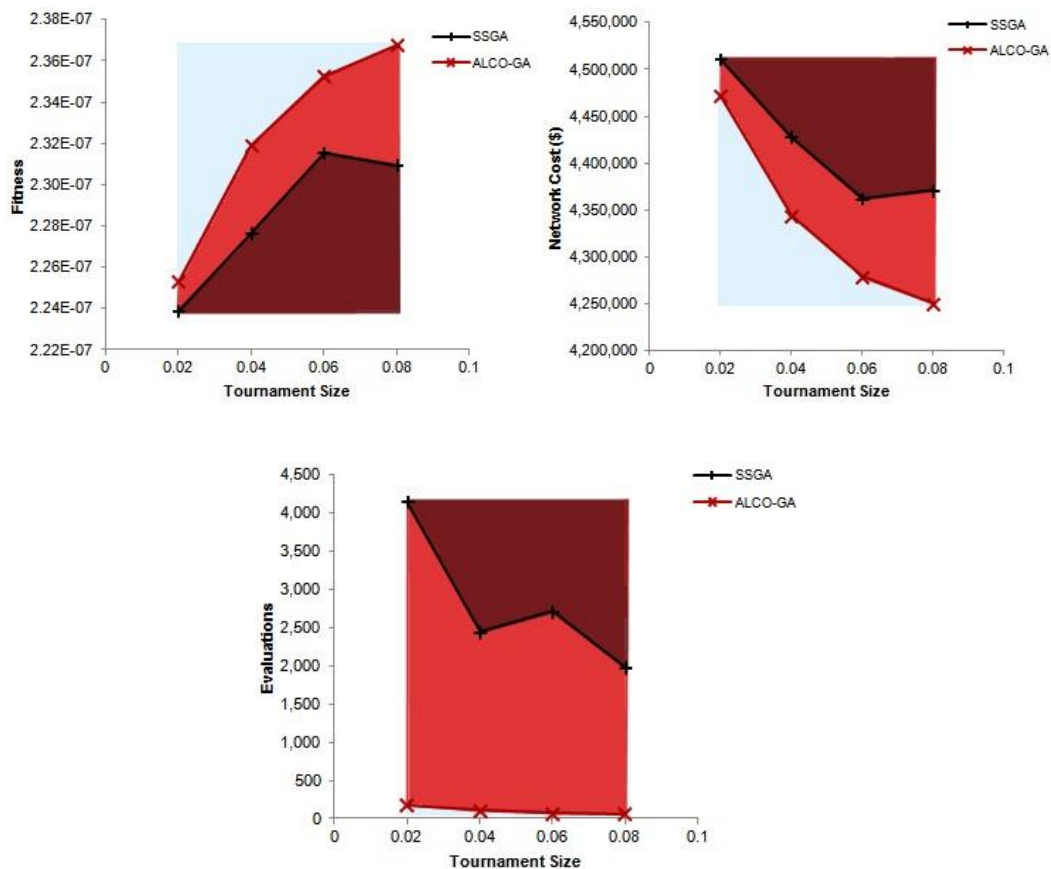 2.38E-07
2.36E-07
2.34E-07
2.32E-07
2.30E-07
2.28E-07
2.26E-07
2.24E-07
2.22E-07
Fitness
0 0.02 0.04 0.06 0.08 0.1
Tournament Size
SSGA
ALCO-GA
4,550,000
4,500,000
4,450,000
4,400,000
4,350,000
4,300,000
4,250,000
4,200,000
Network Cost ($)
0 0.02 0.04 0.06 0.08 0.1
Tournament Size
SSGA
ALCO-GA
4,500
4,000
3,500
3,000
2,500
2,000
1,500
1,000
500
0
Evaluations
0 0.02 0.04 0.06 0.08 0.1
Tournament Size
SSGA
ALCO-GA